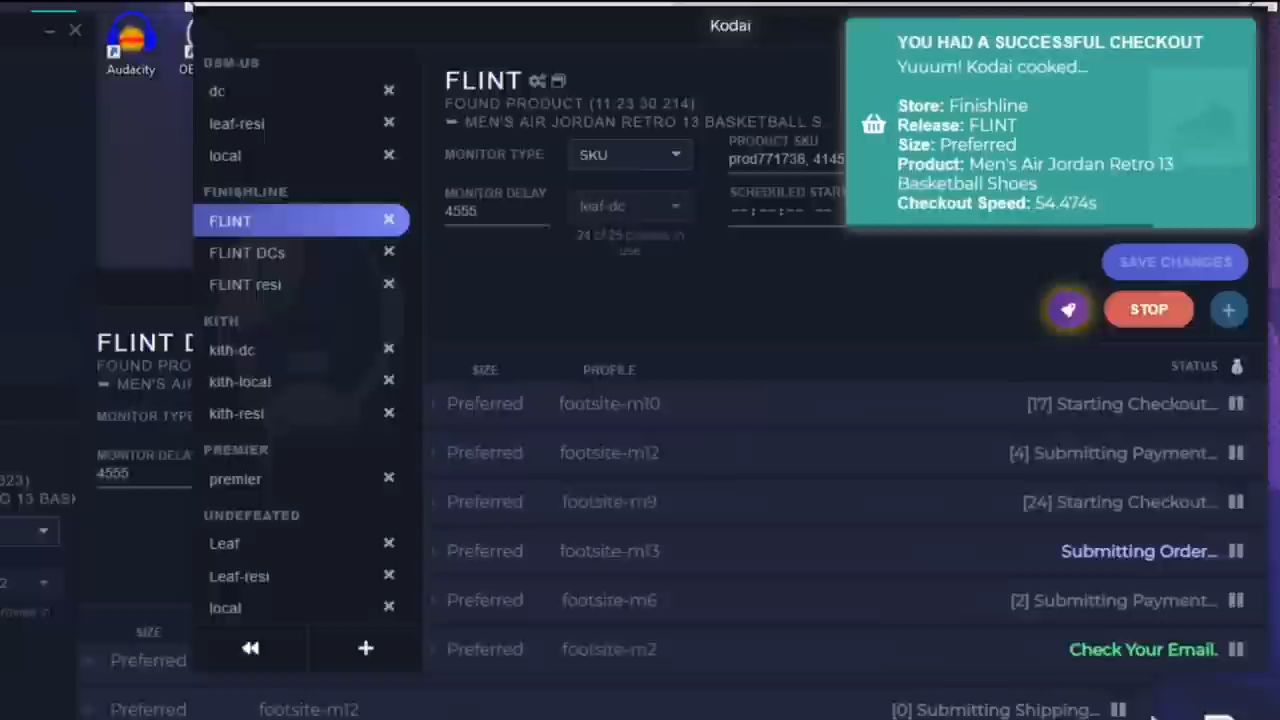 Kodai
Audacity
YOU HAD A SUCCESSFUL CHECKOUT
Yuuum! Kodai cooked...
Store: Finishline
Release: FLINT
Size: Preferred
Product: Men's Air Jordan Retro 13
Basketball Shoes
Checkout Speed: 54.474s
DSM-US
dc
leaf-resi
local
FINISHLINE
FLINT
FLINT DCs
FLINT resi
KITH
kith-dc
kith-local
kith-resi
PREMIER
premier
UNDEFEATED
Leaf
Leaf-resi
local
FLINT
FOUND PRODUCT (11 23 30 214)
MEN'S AIR JORDAN RETRO 13 BASKETBALL S...
MONITOR TYPE
SKU
PRODUCT SKU
prod771738, 4145
MONITOR DELAY
4555
leaf-dc
24 of 25 proxies in
use
SAVE CHANGES
STOP
SIZE PROFILE STATUS
Preferred footsite-m10 [17] Starting Checkout...
Preferred footsite-m12 [4] Submitting Payment...
Preferred footsite-m9 [24] Starting Checkout...
Preferred footsite-m13 Submitting Order...
Preferred footsite-m6 [2] Submitting Payment...
Preferred footsite-m2 Check Your Email.
FLINT D
FOUND PRO
MEN'S AIR
MONITOR TYPE
MONITOR DELA
4555
323)
O 13 BASK
2
SIZE
Preferred
Preferred footsite-m12 [0] Submitting Shipping...